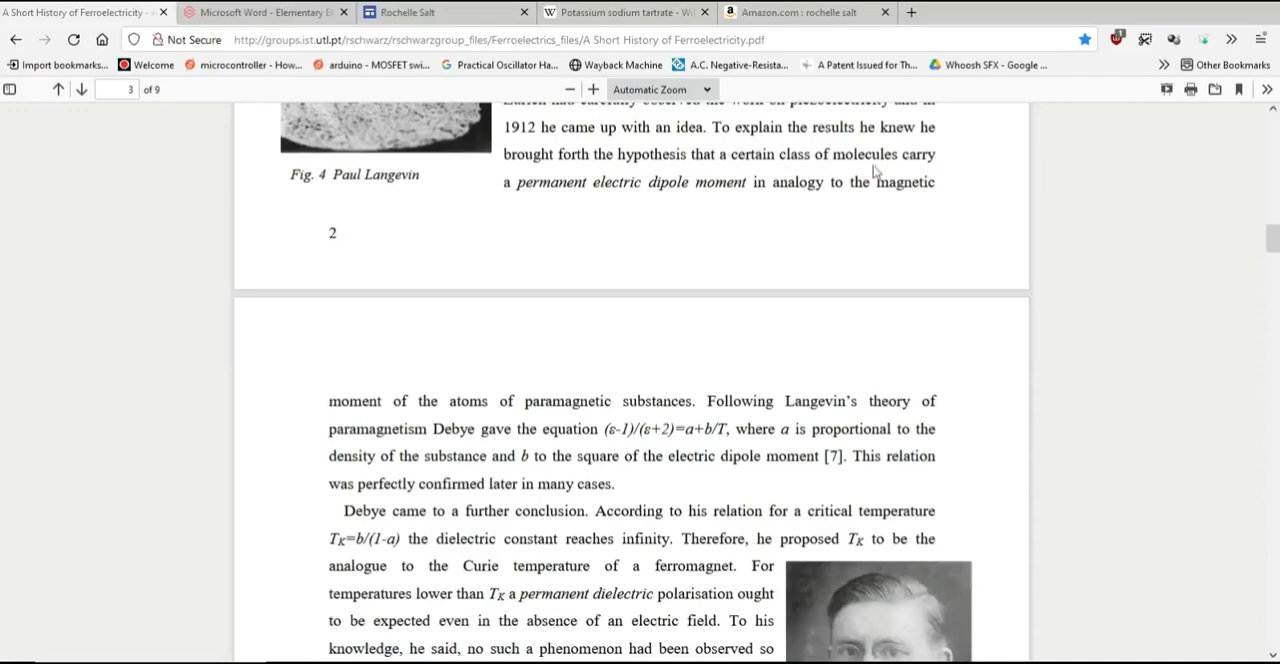 A Short History of Ferroelectricity -
Microsoft Word - Elementary E
Rochelle Salt
Potassium sodium tartrate - Wi
Amazon.com : rochelle salt
Not Secure http://groups.ist.utl.pt/rschwarz/rschwarzgroup_files/Ferroelectrics_files/A Short History of Ferroelectricity.pdf
Import bookmarks... Welcome microcontroller - How... arduino - MOSFET swi... Practical Oscillator Ha... Wayback Machine A.C. Negative-Resista... A Patent Issued for Th... Whoosh SFX - Google ... Other Bookmarks
3 of 9 Automatic Zoom
1912 he came up with an idea. To explain the results he knew he
brought forth the hypothesis that a certain class of molecules carry
Fig. 4 Paul Langevin
a permanent electric dipole moment in analogy to the magnetic
2
moment of the atoms of paramagnetic substances. Following Langevin's theory of
paramagnetism Debye gave the equation (ε-1)/(ε+2)=a+b/T, where a is proportional to the
density of the substance and b to the square of the electric dipole moment [7]. This relation
was perfectly confirmed later in many cases.
Debye came to a further conclusion. According to his relation for a critical temperature
TK=b/(1-a) the dielectric constant reaches infinity. Therefore, he proposed TK to be the
analogue to the Curie temperature of a ferromagnet. For
temperatures lower than TK a permanent dielectric polarisation ought
to be expected even in the absence of an electric field. To his
knowledge, he said, no such a phenomenon had been observed so